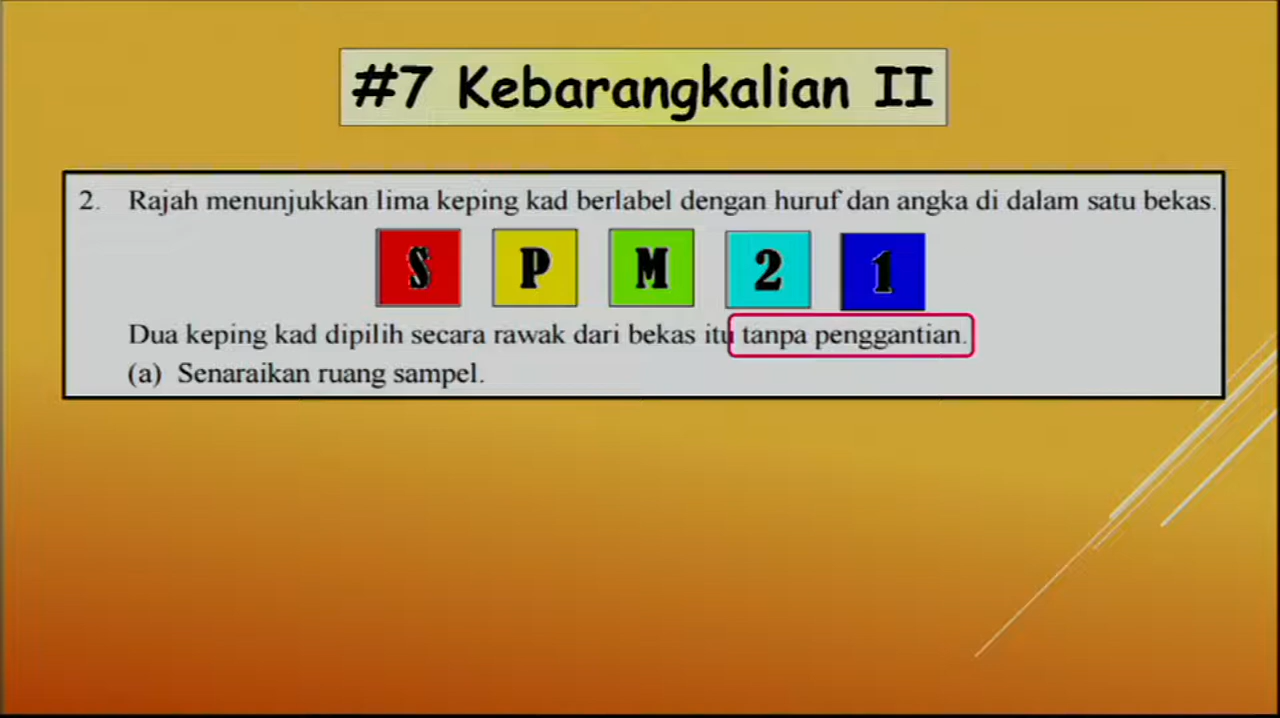 #7 Kebarangkalian II
2. Rajah menunjukkan lima keping kad berlabel dengan huruf dan angka di dalam satu bekas.
S P M 2 1
Dua keping kad dipilih secara rawak dari bekas itu tanpa penggantian.
(a) Senaraikan ruang sampel.